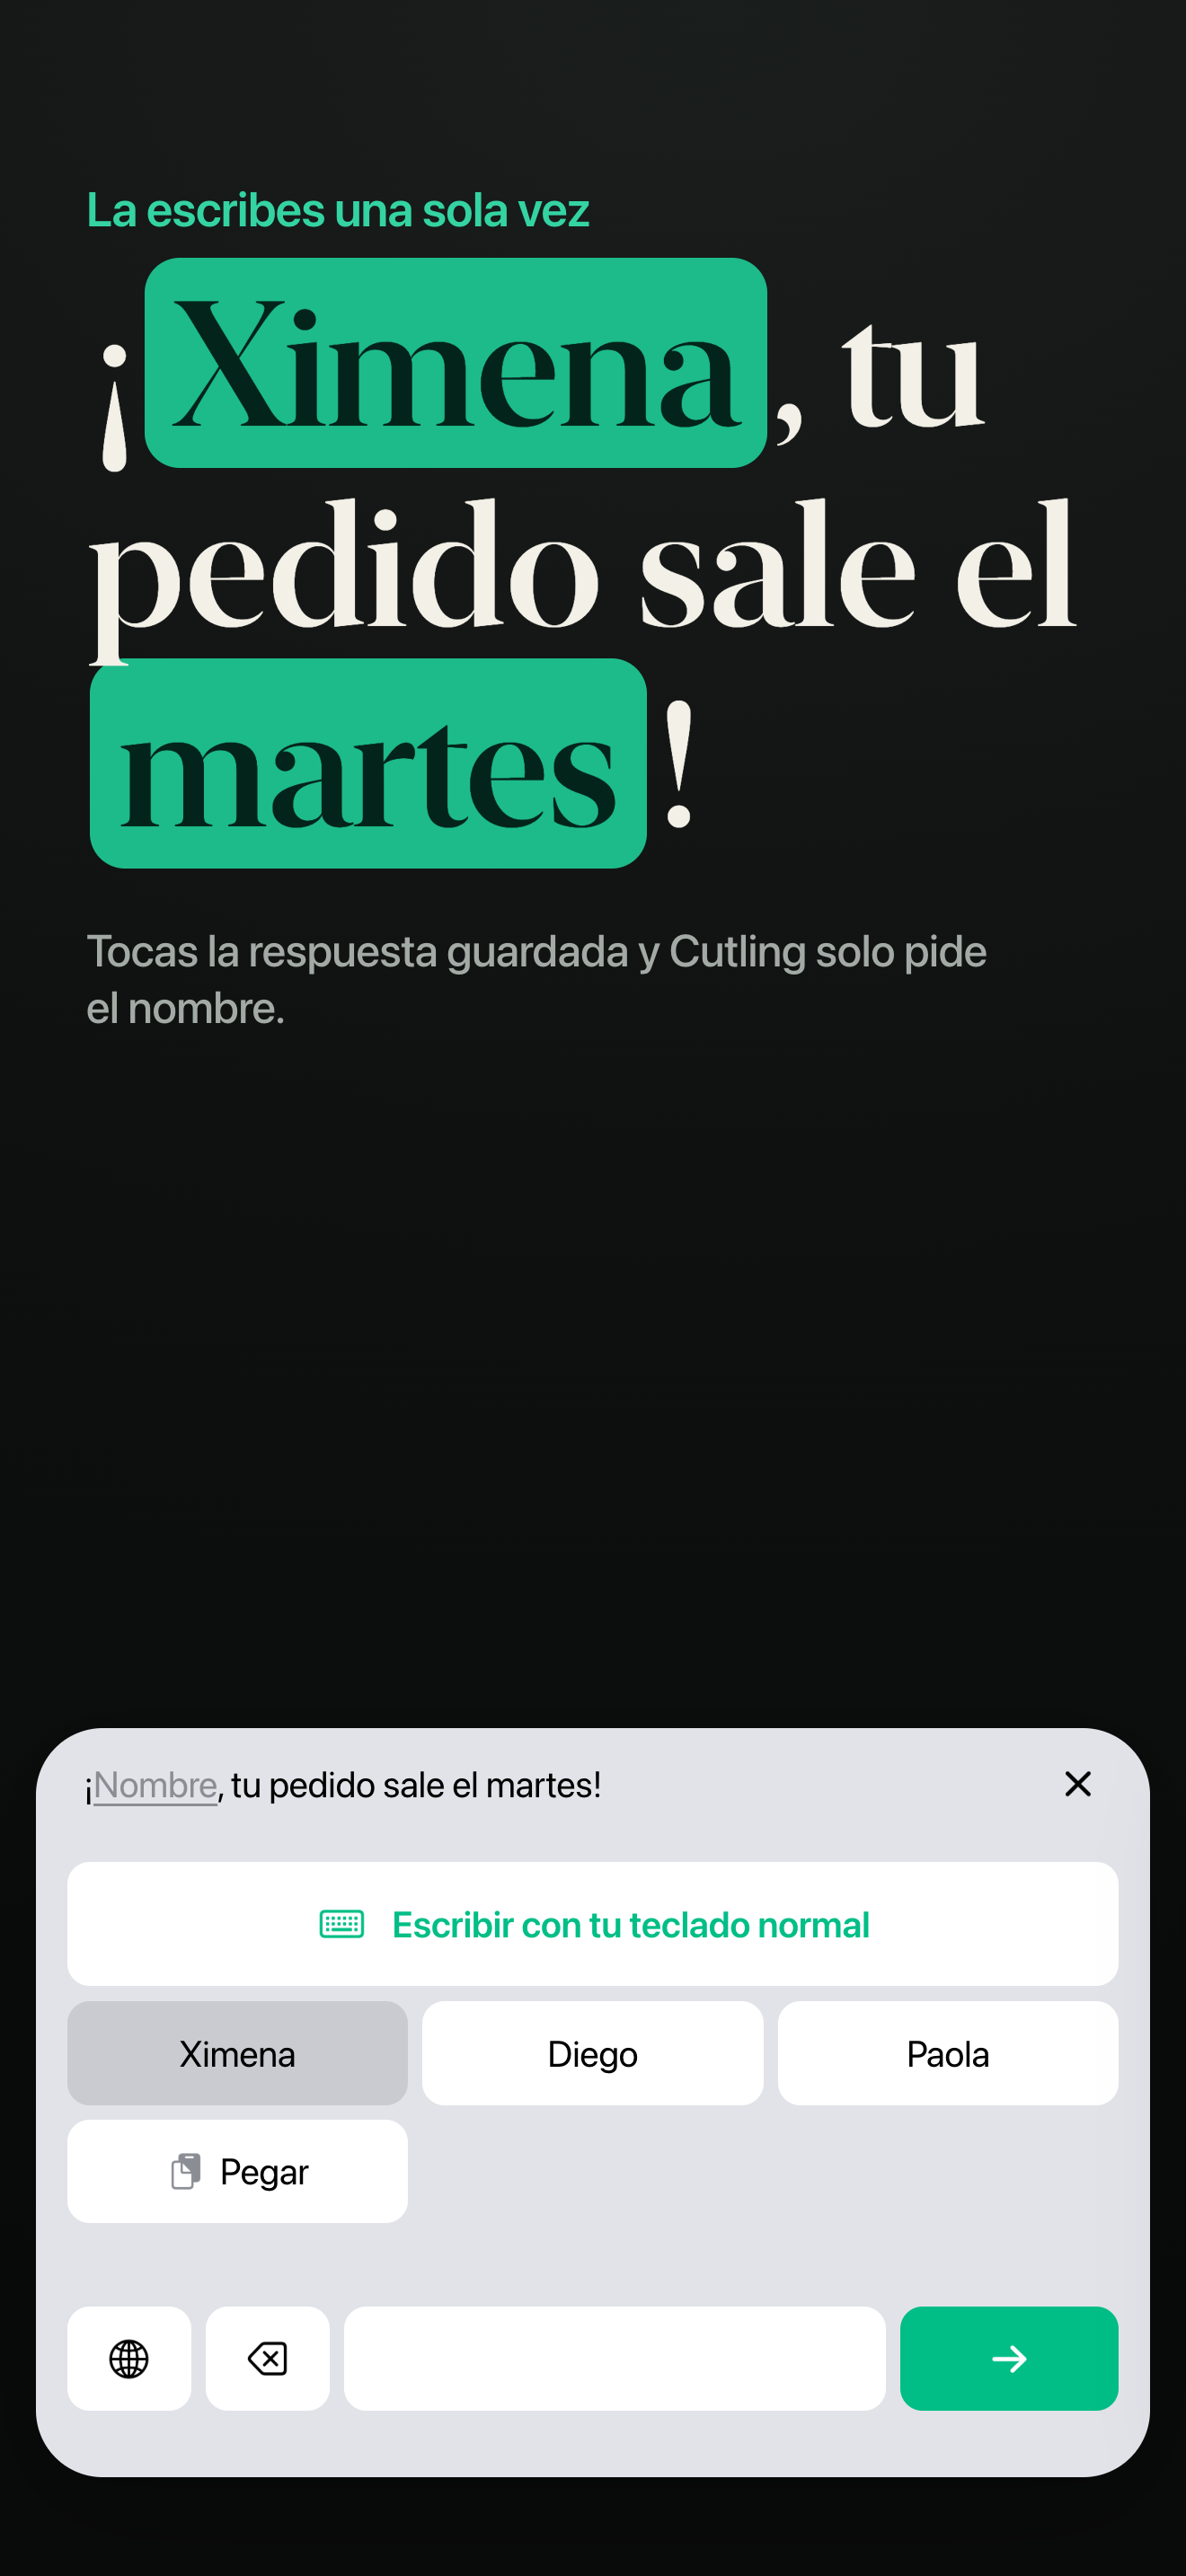 La escribes una sola vez
¡Ximena, tu
pedido sale el
martes!
Tocas la respuesta guardada y Cutling solo pide
el nombre.
¡Nombre, tu pedido sale el martes!
Escribir con tu teclado normal
Ximena Diego Paola
Pegar